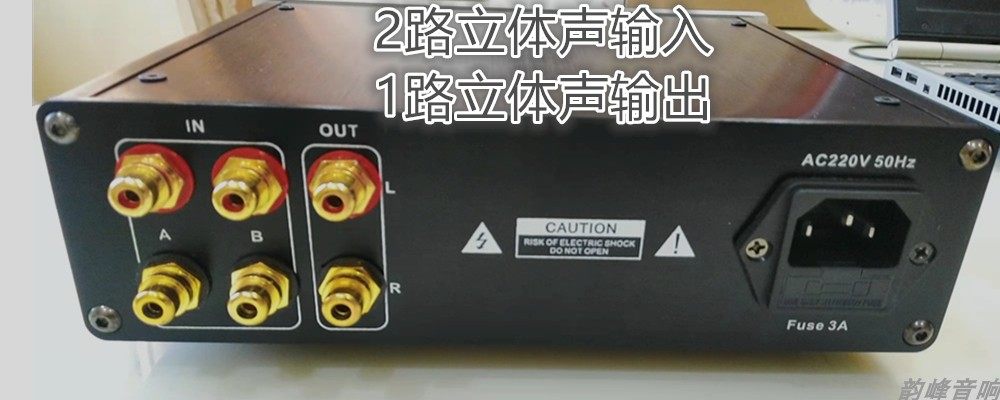 2路立体声输入
1路立体声输出
IN
OUT
AC220V 50Hz
L
A
B
CAUTION
RISK OF ELECTRIC SHOCK
DO NOT OPEN
R
Fuse 3A
韵峰音响